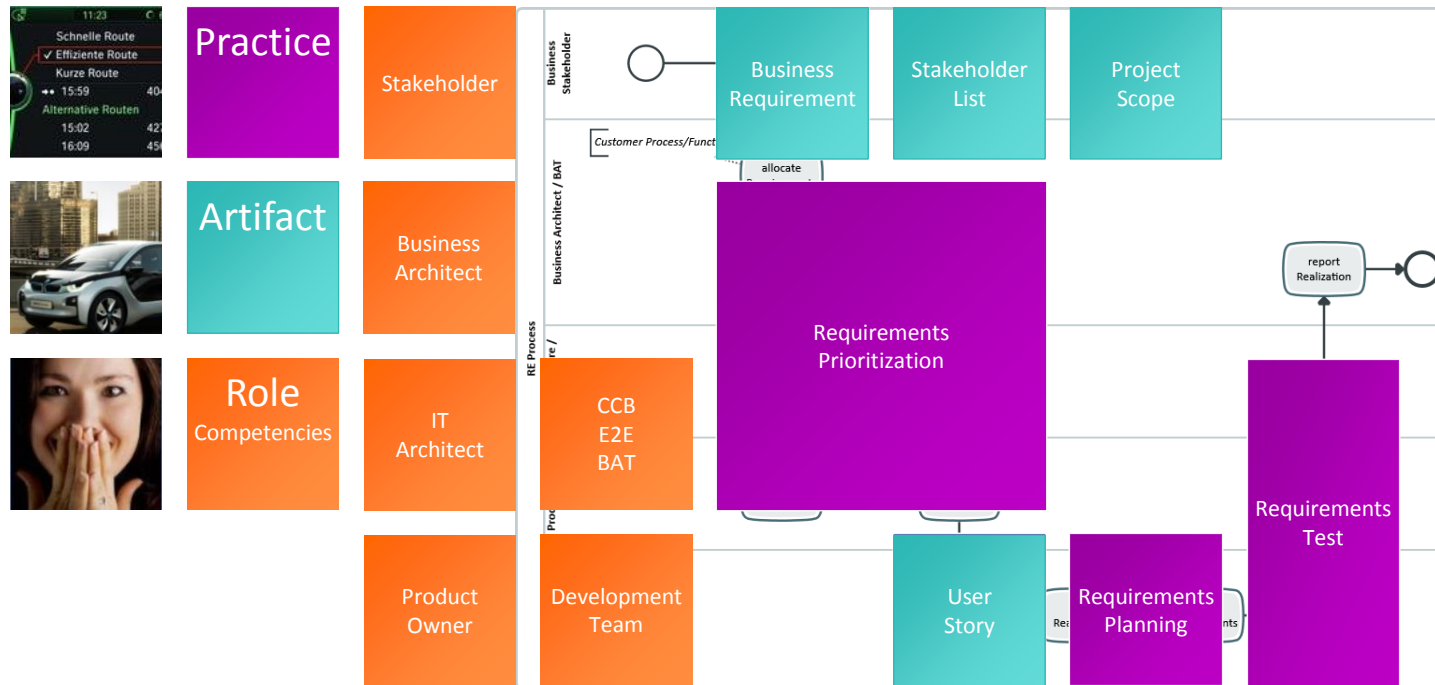 11:23
Schnelle Route
✓ Effiziente Route
Kurze Route
15:59 404
Alternative Routen
15:02 427
16:09
Practice
Artifact
Role
Competencies
Stakeholder
Business
Architect
IT
Architect
Product
Owner
CCB
E2E
BAT
Development
Team
RE Process
Business
Stakeholder
Business Architect / BAT
Customer Process/Funct
allocate
Business
Requirement
Stakeholder
List
Project
Scope
Requirements
Prioritization
report
Realization
User
Story
Requirements
Planning
Requirements
Test